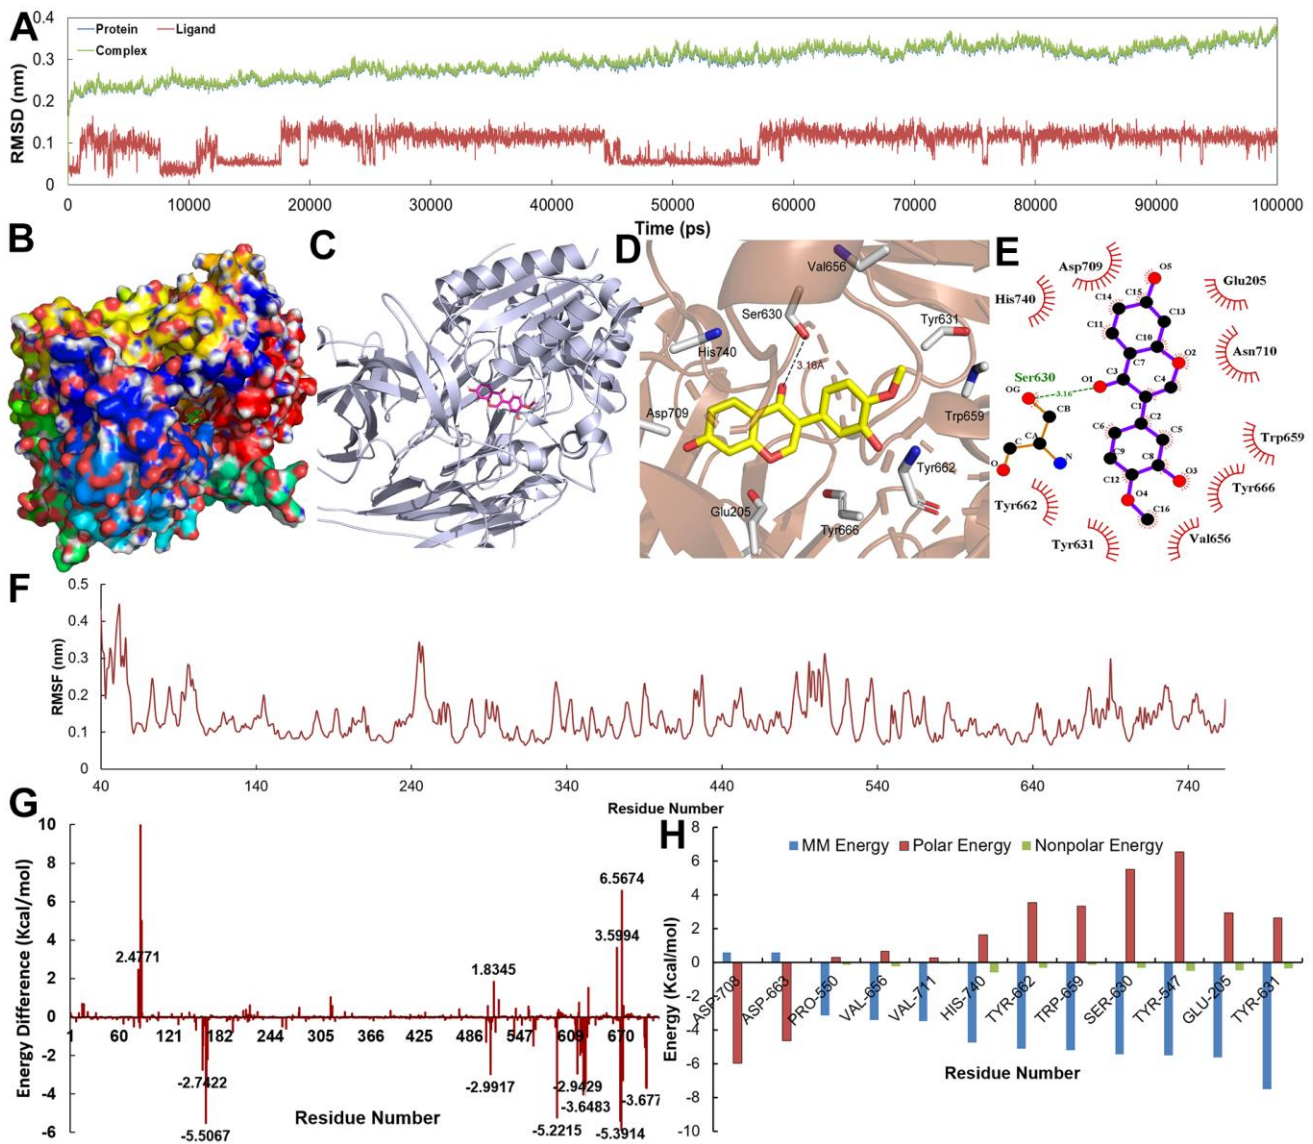 A
0.4
0.3
0.2
0.1
0
RMSD (nm)
Protein Ligand
Complex
0 10000 20000 30000 40000 50000 60000 70000 80000 90000 100000
Time (ps)
B
C
D
Val656
Ser630
Tyr631
His740
3.16Å
Asp709
Trp659
Tyr662
Glu205
Tyr666
E
Asp709
O5
Glu205
His740
C15
C14
C13
C11
C10
Asn710
O2
C7
C3
Ser630
O1
C4
OG
3.16
CB
C1
C2
C6
C5
C
CA
Trp659
O
N
C9
C8
O3
C12
Tyr666
Tyr662
O4
C16
Val656
Tyr631
F
0.5
0.4
0.3
0.2
0.1
0
RMSF (nm)
40 140 240 340 440 540 640 740
Residue Number
G
10
8
6
4
2
0
-2
-4
-6
Energy Difference (Kcal/mol)
6.5674
3.5994
2.4771
1.8345
1 60 121 182 244 305 366 425 486 547 609 670
-2.7422
-2.9917
-2.9429
-3.677
-3.6483
-5.5067
-5.2215
-5.3914
Residue Number
H
8
6
4
2
0
-2
-4
-6
-8
-10
Energy (Kcal/mol)
MM Energy Polar Energy Nonpolar Energy
ASP-708
ASP-663
PRO-550
VAL-656
VAL-711
HIS-740
TYR-662
TRP-659
SER-630
TYR-547
GLU-205
TYR-631
Residue Number